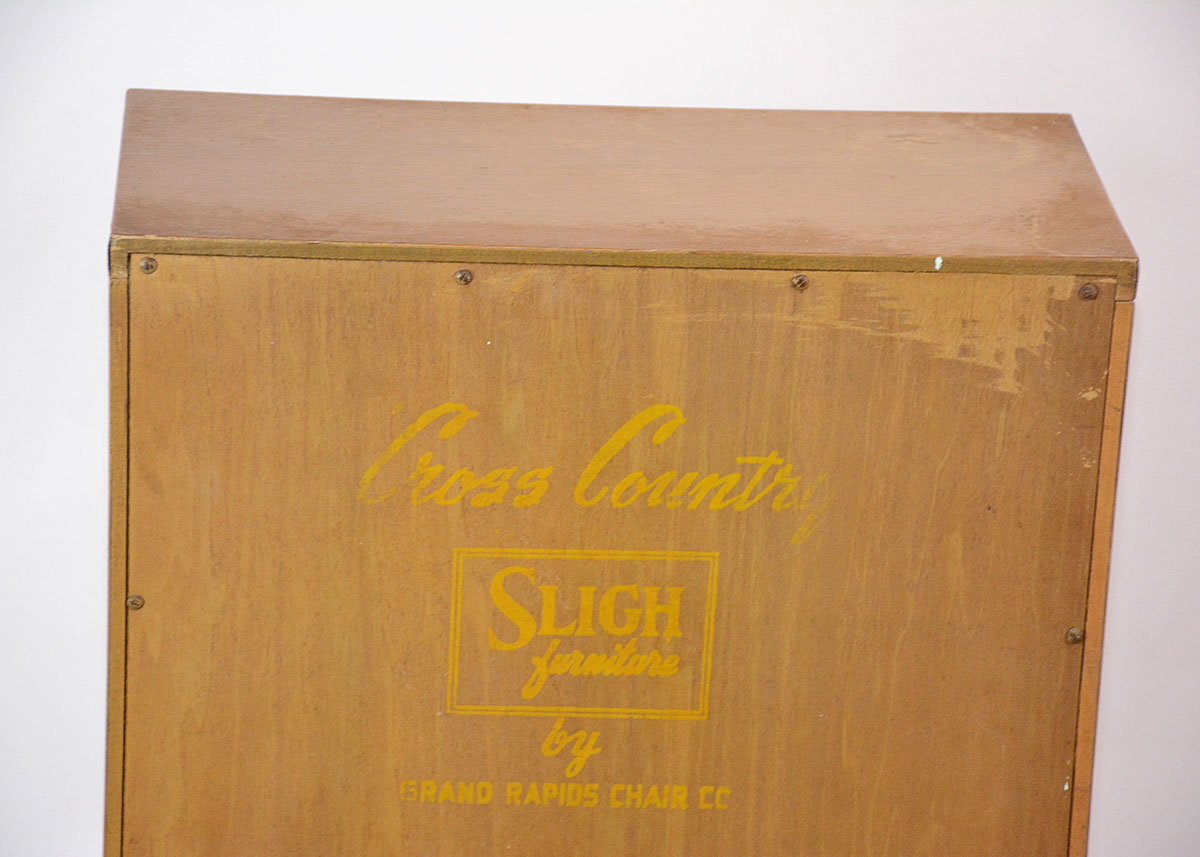 Cross Country
SLIGH
furniture
by
GRAND RAPIDS CHAIR CO